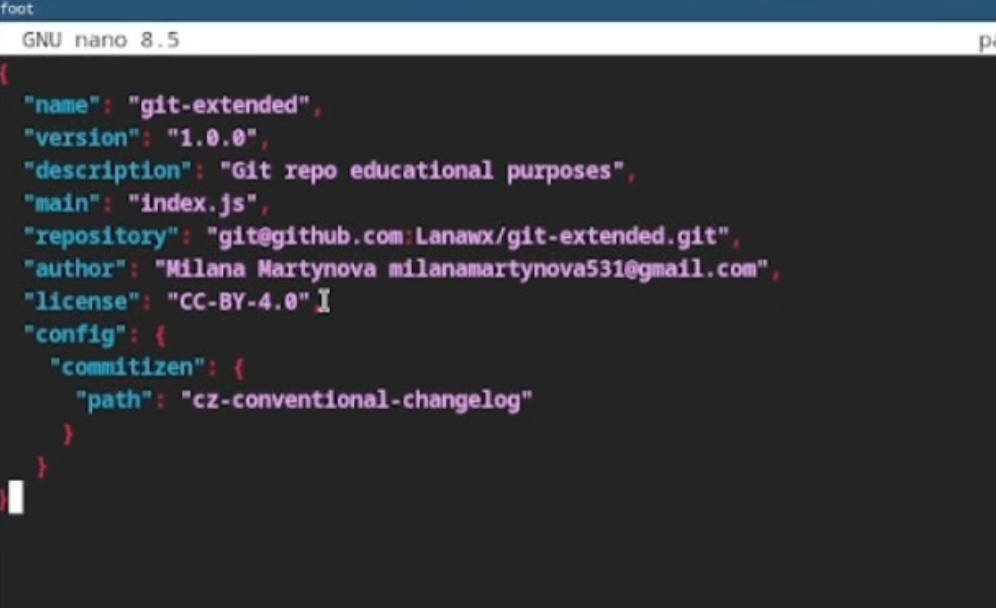 foot
GNU nano 8.5 pa
{
"name": "git-extended",
"version": "1.0.0",
"description": "Git repo educational purposes",
"main": "index.js",
"repository": "git@github.com:Lanawx/git-extended.git",
"author": "Milana Martynova milanamartynova531@gmail.com",
"license": "CC-BY-4.0",
"config": {
"commitizen": {
"path": "cz-conventional-changelog"
}
}
}